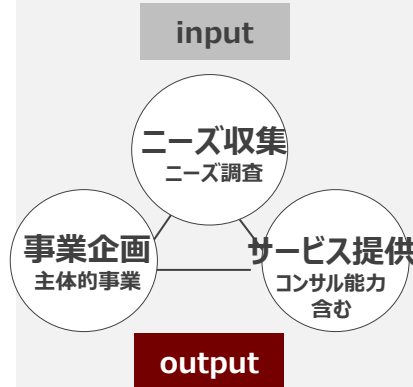 input
ニーズ収集
ニーズ調査
事業企画
主体的事業
サービス提供
コンサル能力
含む
output